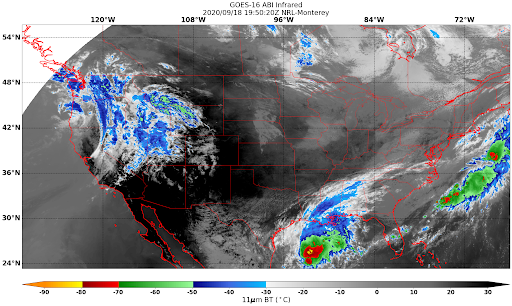 GOES-16 ABI Infrared
2020/09/18 19:50:20Z NRL-Monterey
120°W 108°W 96°W 84°W 72°W
54°N
48°N
42°N
36°N
30°N
24°N
-90 -80 -70 -60 -50 -40 -30 -20 -10 0 10 20 30
11μm BT (°C)